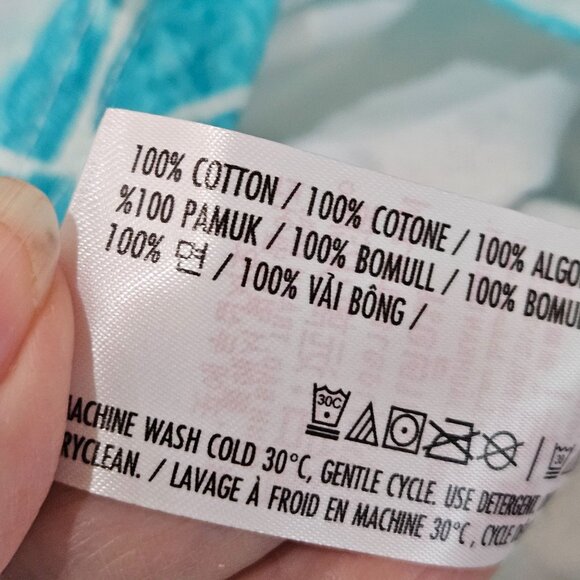 100% COTTON / 100% COTONE / 100% ALGO
%100 PAMUK / 100% BOMULL / 100% BOMU
100% 면 / 100% VẢI BÔNG /
30C
MACHINE WASH COLD 30°C, GENTLE CYCLE. USE DETERGENT
RYCLEAN. / LAVAGE À FROID EN MACHINE 30°C , CYCLE